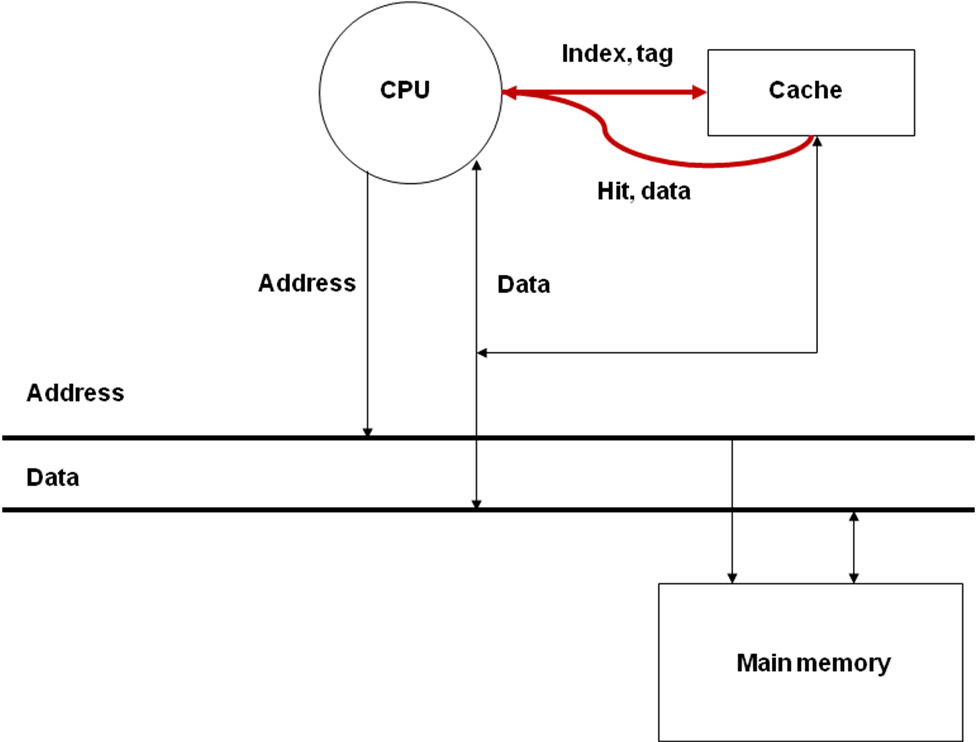 Index, tag
CPU
Cache
Hit, data
Address
Data
Address
Data
Main memory